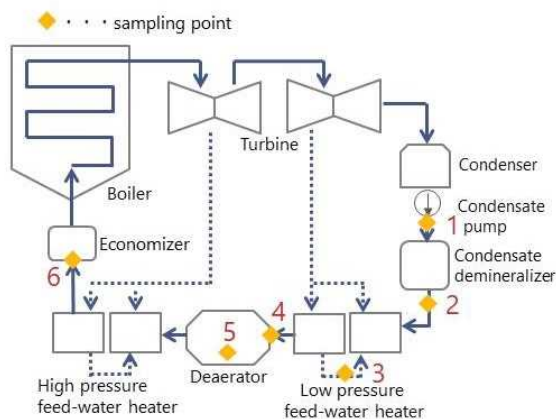 · · · sampling point
Turbine
Boiler
Condenser
Condensate
pump
1
Economizer
Condensate
demineralizer
6
2
4
5
Deaerator
3
High pressure
feed-water heater
Low pressure
feed-water heater